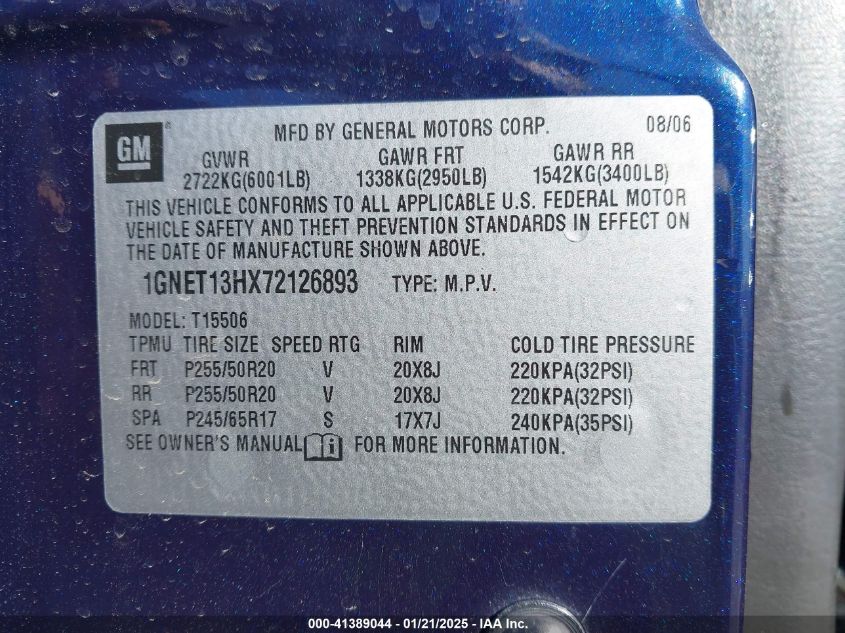 GM® MFD BY GENERAL MOTORS CORP. 08/06
GVWR GAWR FRT GAWR RR
2722KG(6001LB) 1338KG(2950LB) 1542KG(3400LB)
THIS VEHICLE CONFORMS TO ALL APPLICABLE U.S. FEDERAL MOTOR
VEHICLE SAFETY AND THEFT PREVENTION STANDARDS IN EFFECT ON
THE DATE OF MANUFACTURE SHOWN ABOVE.
1GNET13HX72126893 TYPE: M.P.V.
MODEL: T15506
TPMU TIRE SIZE SPEED RTG RIM COLD TIRE PRESSURE
FRT P255/50R20 V 20X8J 220KPA(32PSI)
RR P255/50R20 V 20X8J 220KPA(32PSI)
SPA P245/65R17 S 17X7J 240KPA(35PSI)
SEE OWNER'S MANUAL i FOR MORE INFORMATION.
000-41389044 / 01/21/2025 - IAA Inc.